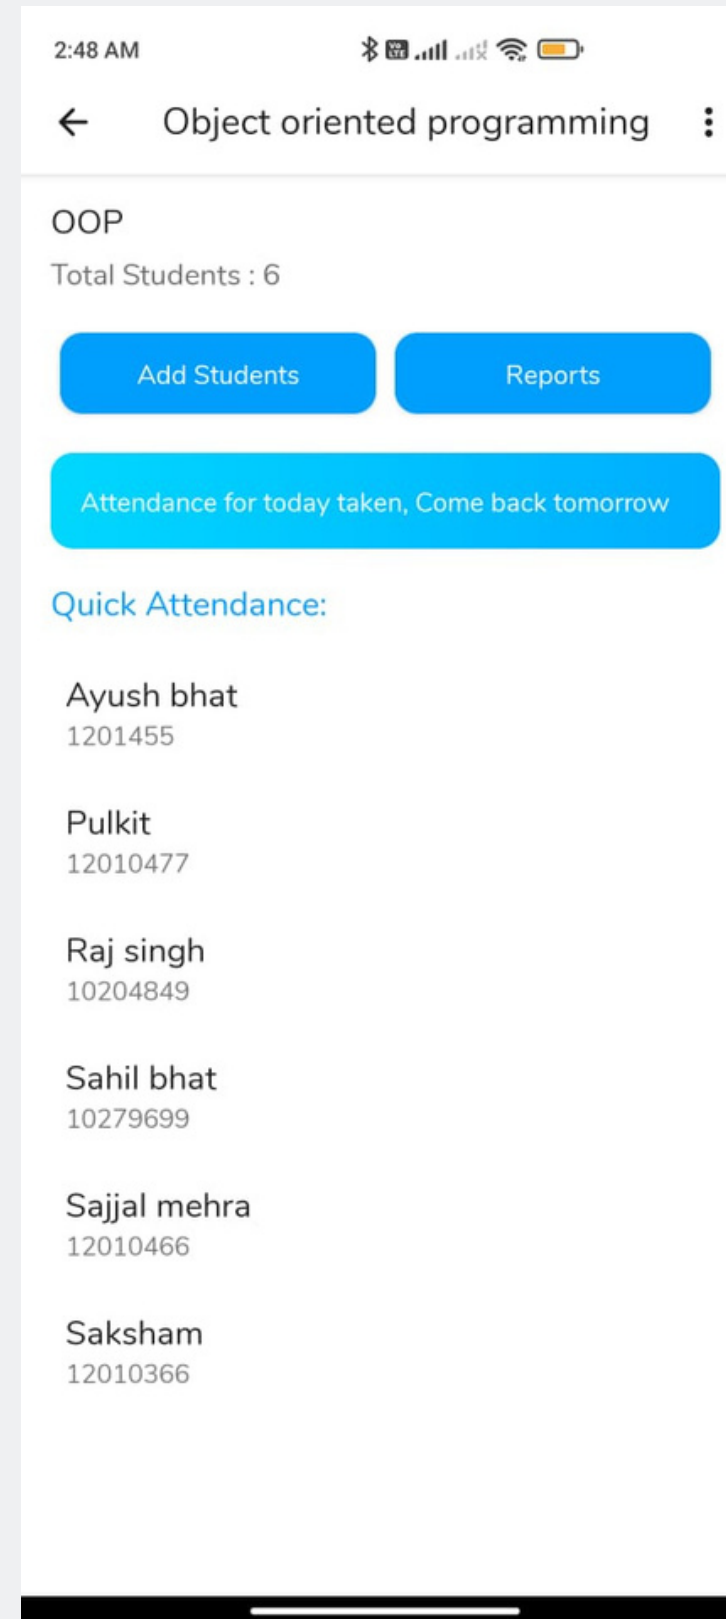 2:48 AM
Vo LTE
Object oriented programming
OOP
Total Students : 6
Add Students
Reports
Attendance for today taken, Come back tomorrow
Quick Attendance:
Ayush bhat
1201455
Pulkit
12010477
Raj singh
10204849
Sahil bhat
10279699
Sajjal mehra
12010466
Saksham
12010366